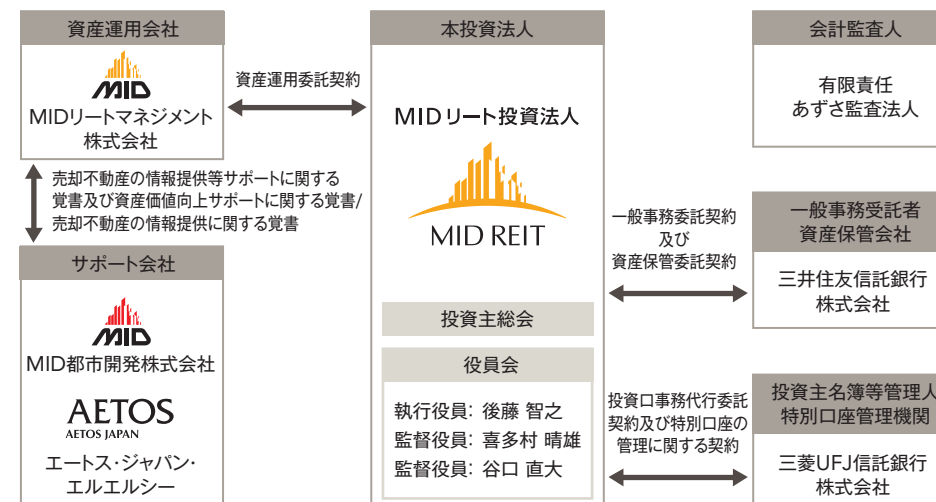 資産運用会社
MID
MIDリートマネジメント
株式会社
資産運用委託契約
売却不動産の情報提供等サポートに関する
覚書及び資産価値向上サポートに関する覚書/
売却不動産の情報提供に関する覚書
サポート会社
MID
MID都市開発株式会社
AETOS
AETOS JAPAN
エートス・ジャパン・
エルエルシー
本投資法人
MIDリート投資法人
MID REIT
投資主総会
役員会
執行役員: 後藤 智之
監督役員: 喜多村 晴雄
監督役員: 谷口 直大
一般事務委託契約
及び
資産保管委託契約
投資口事務代行委託
契約及び特別口座の
管理に関する契約
会計監査人
有限責任
あずさ監査法人
一般事務受託者
資産保管会社
三井住友信託銀行
株式会社
投資主名簿等管理人
特別口座管理機関
三菱UFJ信託銀行
株式会社